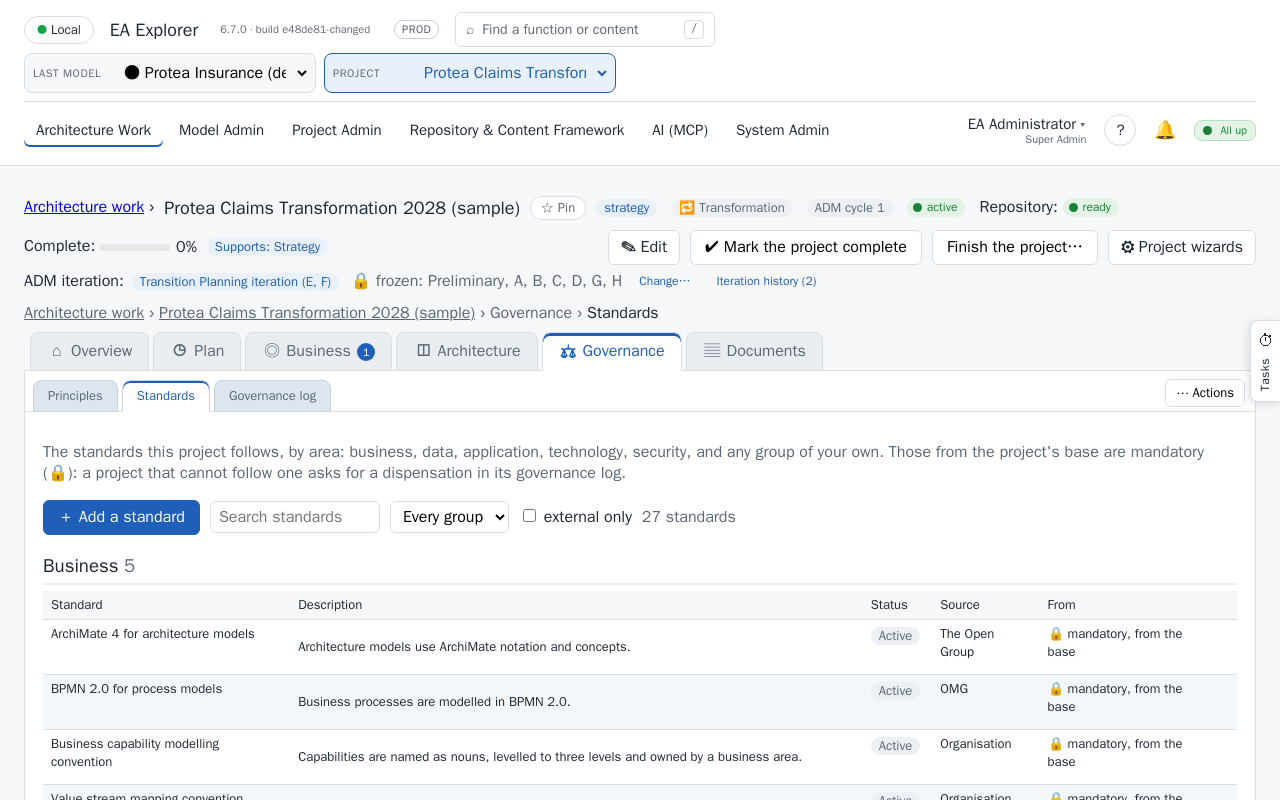 Local EA Explorer 6.7.0 · build e48de81-changed PROD Find a function or content /
LAST MODEL Protea Insurance (de PROJECT Protea Claims Transfor
Architecture Work Model Admin Project Admin Repository & Content Framework AI (MCP) System Admin EA Administrator ▾ ? All up
Super Admin
Architecture work › Protea Claims Transformation 2028 (sample) ☆ Pin strategy Transformation ADM cycle 1 active Repository: ready
Complete: 0% Supports: Strategy ✎ Edit ✔ Mark the project complete Finish the project⋯ ⚙ Project wizards
ADM iteration: Transition Planning iteration (E, F) 🔒 frozen: Preliminary, A, B, C, D, G, H Change⋯ Iteration history (2)
Architecture work › Protea Claims Transformation 2028 (sample) › Governance › Standards
Overview Plan Business 1 Architecture Governance Documents
Tasks
Principles Standards Governance log ⋯ Actions
The standards this project follows, by area: business, data, application, technology, security, and any group of your own. Those from the project's base are mandatory
(🔒): a project that cannot follow one asks for a dispensation in its governance log.
+ Add a standard Search standards Every group external only 27 standards
Business 5
Standard Description Status Source From
ArchiMate 4 for architecture models Architecture models use ArchiMate notation and concepts. Active The Open Group 🔒 mandatory, from the base
BPMN 2.0 for process models Business processes are modelled in BPMN 2.0. Active OMG 🔒 mandatory, from the base
Business capability modelling convention Capabilities are named as nouns, levelled to three levels and owned by a business area. Active Organisation 🔒 mandatory, from the base
Value stream mapping convention Active Organisation 🔒 mandatory, from the